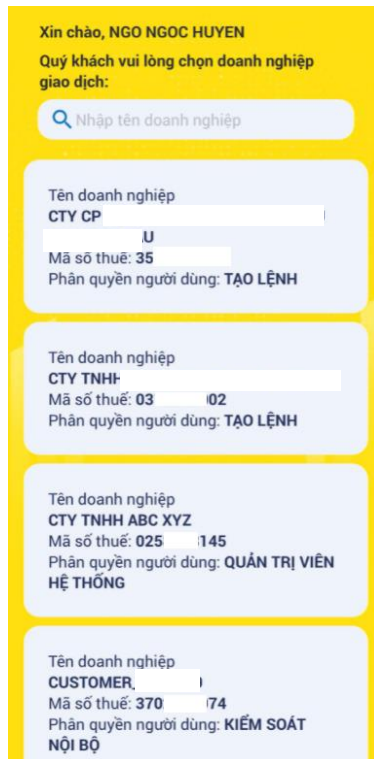 Xin chào, NGO NGOC HUYEN
Quý khách vui lòng chọn doanh nghiệp
giao dịch:
Nhập tên doanh nghiệp
Tên doanh nghiệp
CTY CP
Mã số thuế: 35
Phân quyền người dùng: TẠO LỆNH
Tên doanh nghiệp
CTY TNHH
Mã số thuế: 03 02
Phân quyền người dùng: TẠO LỆNH
Tên doanh nghiệp
CTY TNHH ABC XYZ
Mã số thuế: 025 145
Phân quyền người dùng: QUẢN TRỊ VIÊN
HỆ THỐNG
Tên doanh nghiệp
CUSTOMER_
Mã số thuế: 370 74
Phân quyền người dùng: KIỂM SOÁT
NỘI BỘ